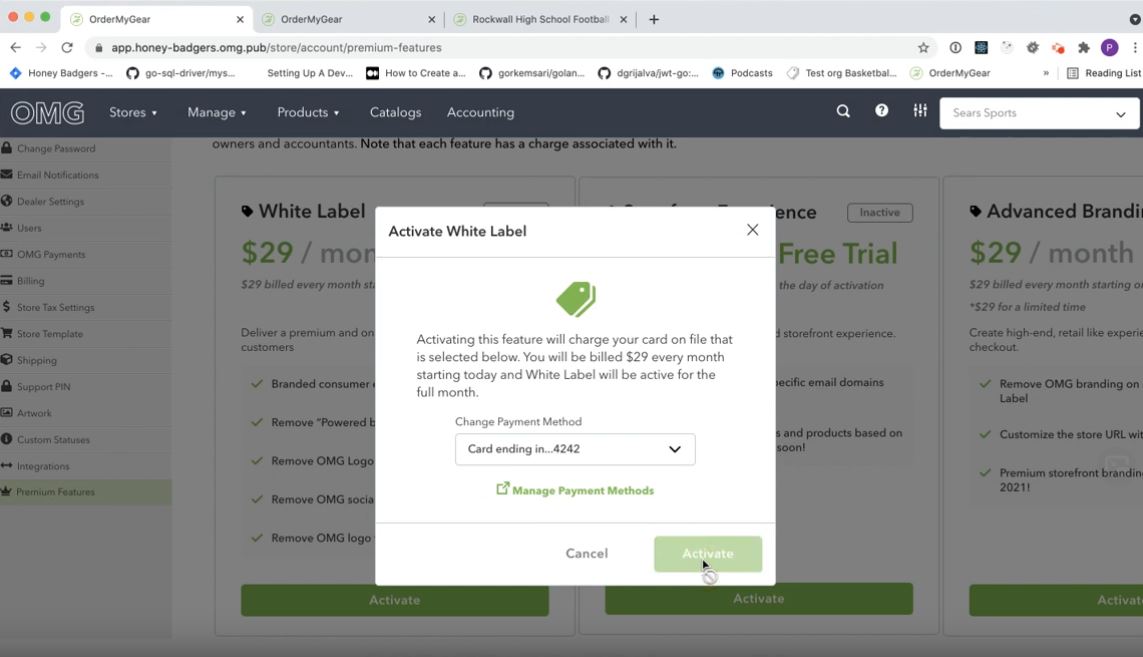 OrderMyGear
OrderMyGear
Rockwall High School Football
app.honey-badgers.omg.pub/store/account/premium-features
P
Honey Badgers -...
go-sql-driver/mys...
Setting Up A Dev...
How to Create a...
gorkemsari/golan...
dgrijalva/jwt-go:...
Podcasts
Test org Basketbal...
OrderMyGear
»
Reading List
OMG
Stores
Manage
Products
Catalogs
Accounting
Sears Sports
Change Password
Email Notifications
Dealer Settings
Users
OMG Payments
Billing
Store Tax Settings
Store Template
Shipping
Support PIN
Artwork
Custom Statuses
Integrations
Premium Features
owners and accountants. Note that each feature has a charge associated with it.
White Label
$29 / mon
$29 billed every month sta
Deliver a premium and on
customers
Branded consumer
Remove "Powered b
Remove OMG Logo
Remove OMG socia
Remove OMG logo
Activate
Inactive
Free Trial
the day of activation
d storefront experience.
ecific email domains
s and products based on
soon!
Activate
Advanced Brandi
$29 / month
$29 billed every month starting o
*$29 for a limited time
Create high-end, retail like experie
checkout.
Remove OMG branding on
Label
Customize the store URL wit
Premium storefront brandin
2021!
Activat
Activate White Label
Activating this feature will charge your card on file that
is selected below. You will be billed $29 every month
starting today and White Label will be active for the
full month.
Change Payment Method
Card ending in...4242
Manage Payment Methods
Cancel
Activate